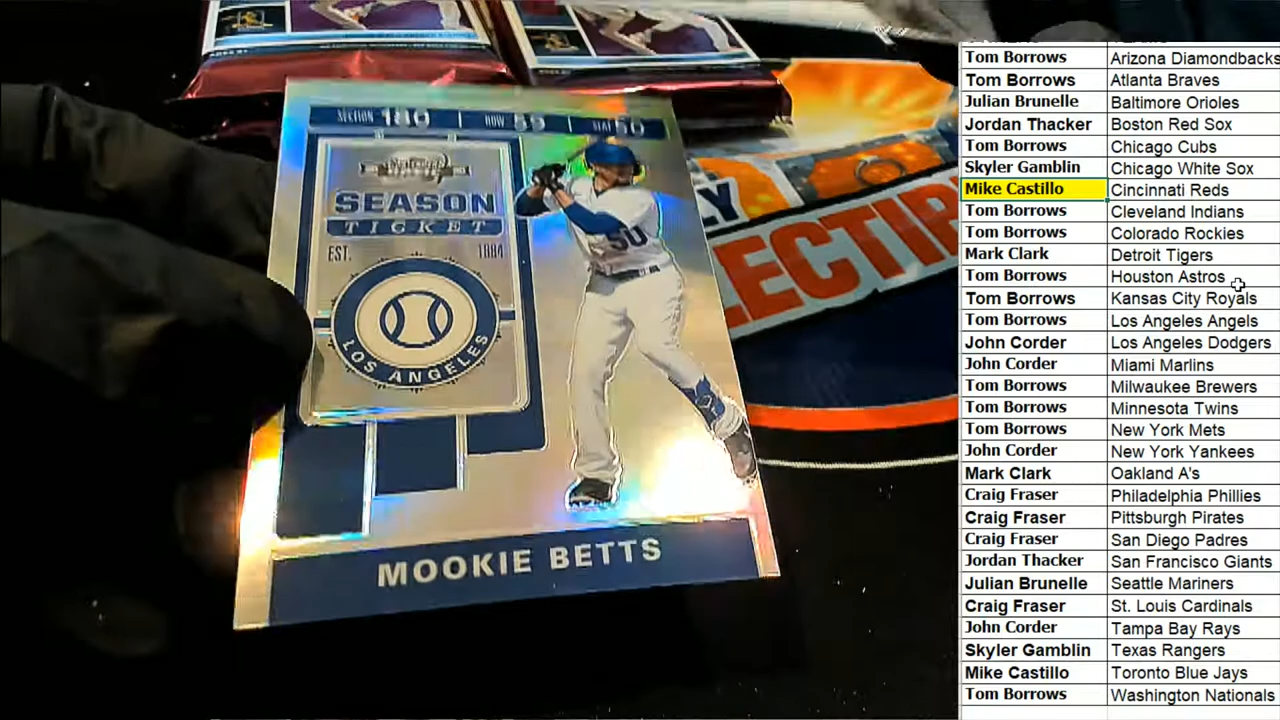 SECTION 180 | ROW 59 | SEAT 50
SEASON
TICKET
EST. 1884
LOS ANGELES
50
MOOKIE BETTS
LY
LECTIB
Tom Borrows Arizona Diamondbacks
Tom Borrows Atlanta Braves
Julian Brunelle Baltimore Orioles
Jordan Thacker Boston Red Sox
Tom Borrows Chicago Cubs
Skyler Gamblin Chicago White Sox
Mike Castillo Cincinnati Reds
Tom Borrows Cleveland Indians
Tom Borrows Colorado Rockies
Mark Clark Detroit Tigers
Tom Borrows Houston Astros
Tom Borrows Kansas City Royals
Tom Borrows Los Angeles Angels
John Corder Los Angeles Dodgers
John Corder Miami Marlins
Tom Borrows Milwaukee Brewers
Tom Borrows Minnesota Twins
Tom Borrows New York Mets
John Corder New York Yankees
Mark Clark Oakland A's
Craig Fraser Philadelphia Phillies
Craig Fraser Pittsburgh Pirates
Craig Fraser San Diego Padres
Jordan Thacker San Francisco Giants
Julian Brunelle Seattle Mariners
Craig Fraser St. Louis Cardinals
John Corder Tampa Bay Rays
Skyler Gamblin Texas Rangers
Mike Castillo Toronto Blue Jays
Tom Borrows Washington Nationals